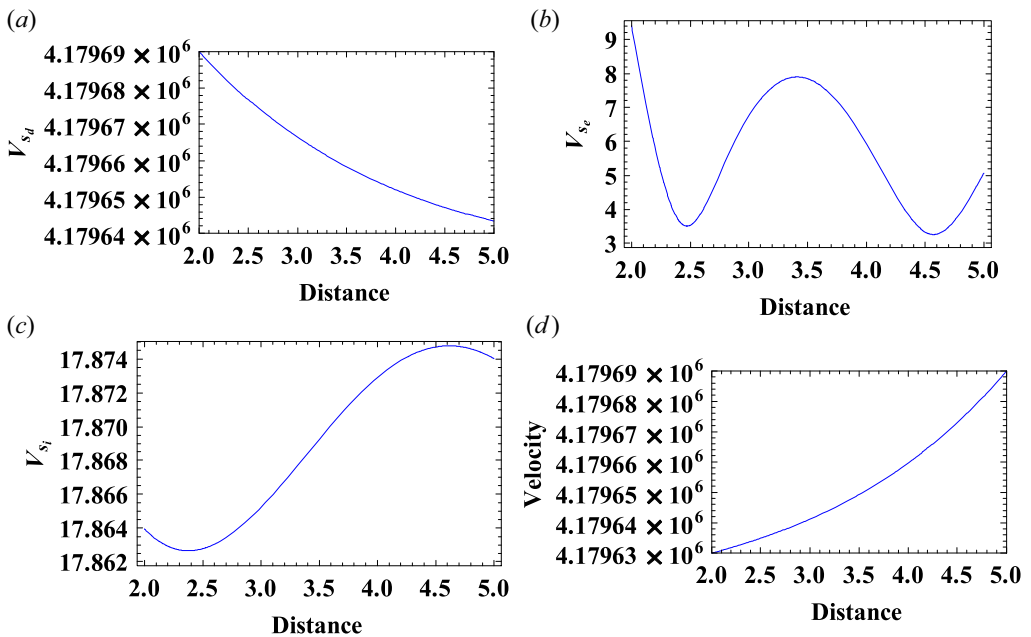 (a)
4.17969 × 10^6
4.17968 × 10^6
4.17967 × 10^6
4.17966 × 10^6
4.17965 × 10^6
4.17964 × 10^6
V_{s_d}
2.0 2.5 3.0 3.5 4.0 4.5 5.0
Distance
(b)
9
8
7
6
5
4
3
V_{s_e}
2.0 2.5 3.0 3.5 4.0 4.5 5.0
Distance
(c)
17.874
17.872
17.870
17.868
17.866
17.864
17.862
V_{s_i}
2.0 2.5 3.0 3.5 4.0 4.5 5.0
Distance
(d)
4.17969 × 10^6
4.17968 × 10^6
4.17967 × 10^6
4.17966 × 10^6
4.17965 × 10^6
4.17964 × 10^6
4.17963 × 10^6
Velocity
2.0 2.5 3.0 3.5 4.0 4.5 5.0
Distance